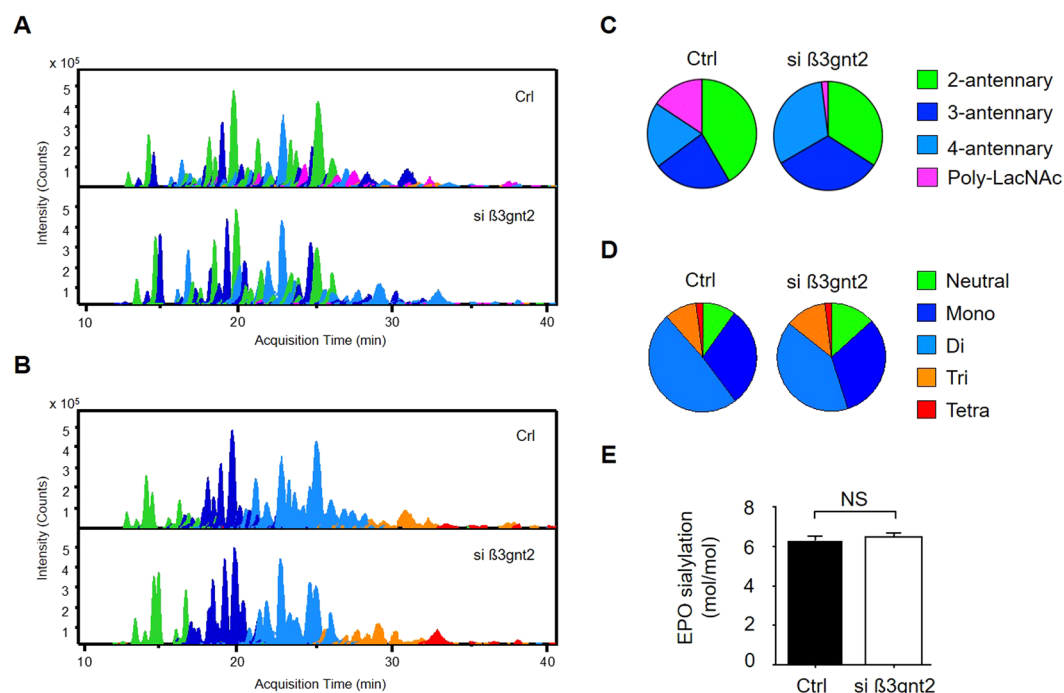 A
x 10⁵
5
4
3
2
1
Crl
5
4
3
2
1
si ß3gnt2
Intensity (Counts)
10 20 30 40
Acquisition Time (min)
B
x 10⁵
5
4
3
2
1
Crl
5
4
3
2
1
si ß3gnt2
Intensity (Counts)
10 20 30 40
Acquisition Time (min)
C
Ctrl si ß3gnt2
2-antennary
3-antennary
4-antennary
Poly-LacNAc
D
Ctrl si ß3gnt2
Neutral
Mono
Di
Tri
Tetra
E
NS
8
6
4
2
0
EPO sialylation
(mol/mol)
Ctrl si ß3gnt2